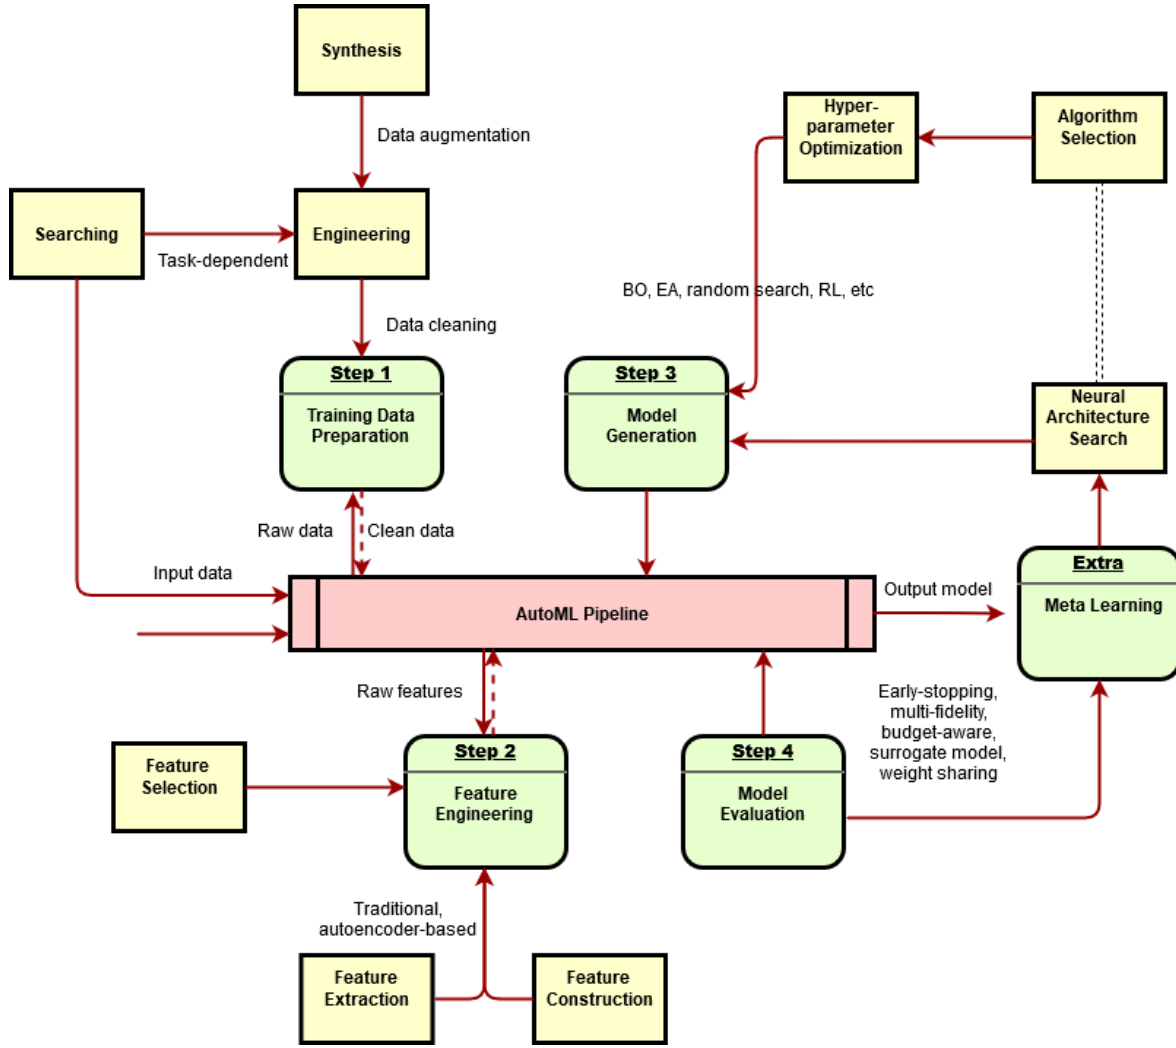 Synthesis
Data augmentation
Searching
Task-dependent
Engineering
Data cleaning
Step 1
Training Data
Preparation
Raw data
Clean data
Input data
Hyper-
parameter
Optimization
Algorithm
Selection
BO, EA, random search, RL, etc
Step 3
Model
Generation
Neural
Architecture
Search
AutoML Pipeline
Output model
Extra
Meta Learning
Raw features
Feature
Selection
Step 2
Feature
Engineering
Step 4
Model
Evaluation
Early-stopping,
multi-fidelity,
budget-aware,
surrogate model,
weight sharing
Traditional,
autoencoder-based
Feature
Extraction
Feature
Construction